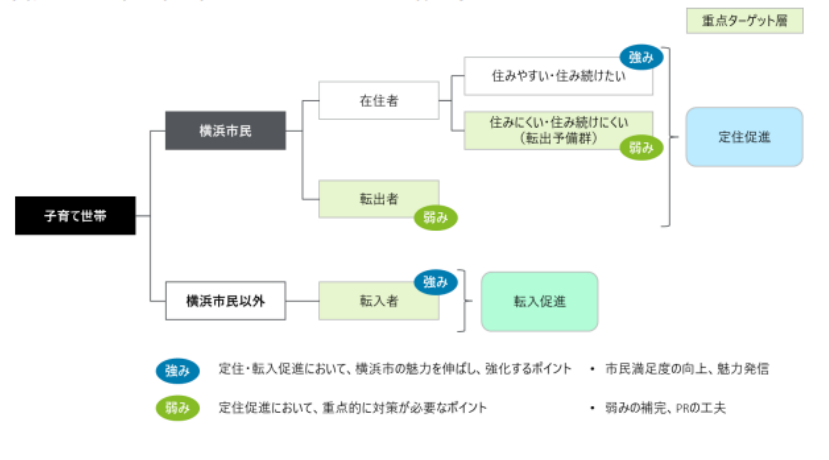 重点ターゲット層
強み
住みやすい・住み続けたい
在住者
横浜市民
住みにくい・住み続けにくい
（転出予備群）
弱み
定住促進
転出者
弱み
子育て世帯
強み
横浜市民以外
転入者
転入促進
強み 定住・転入促進において、横浜市の魅力を伸ばし、強化するポイント ・ 市民満足度の向上、魅力発信
弱み 定住促進において、重点的に対策が必要なポイント ・ 弱みの補完、PRの工夫